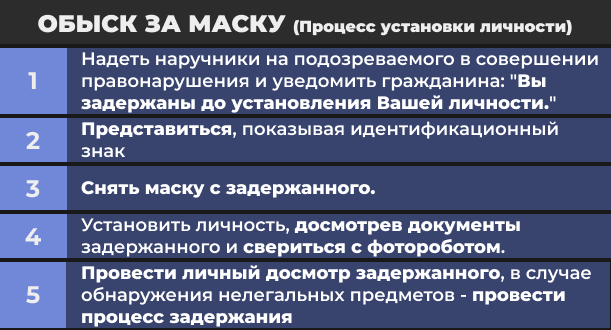 ОБЫСК ЗА МАСКУ (Процесс установки личности)
1
Надеть наручники на подозреваемого в совершении
правонарушения и уведомить гражданина: "Вы
задержаны до установления Вашей личности."
2
Представиться, показывая идентификационный
знак
3
Снять маску с задержанного.
4
Установить личность, досмотрев документы
задержанного и свериться с фотороботом.
5
Провести личный досмотр задержанного, в случае
обнаружения нелегальных предметов - провести
процесс задержания